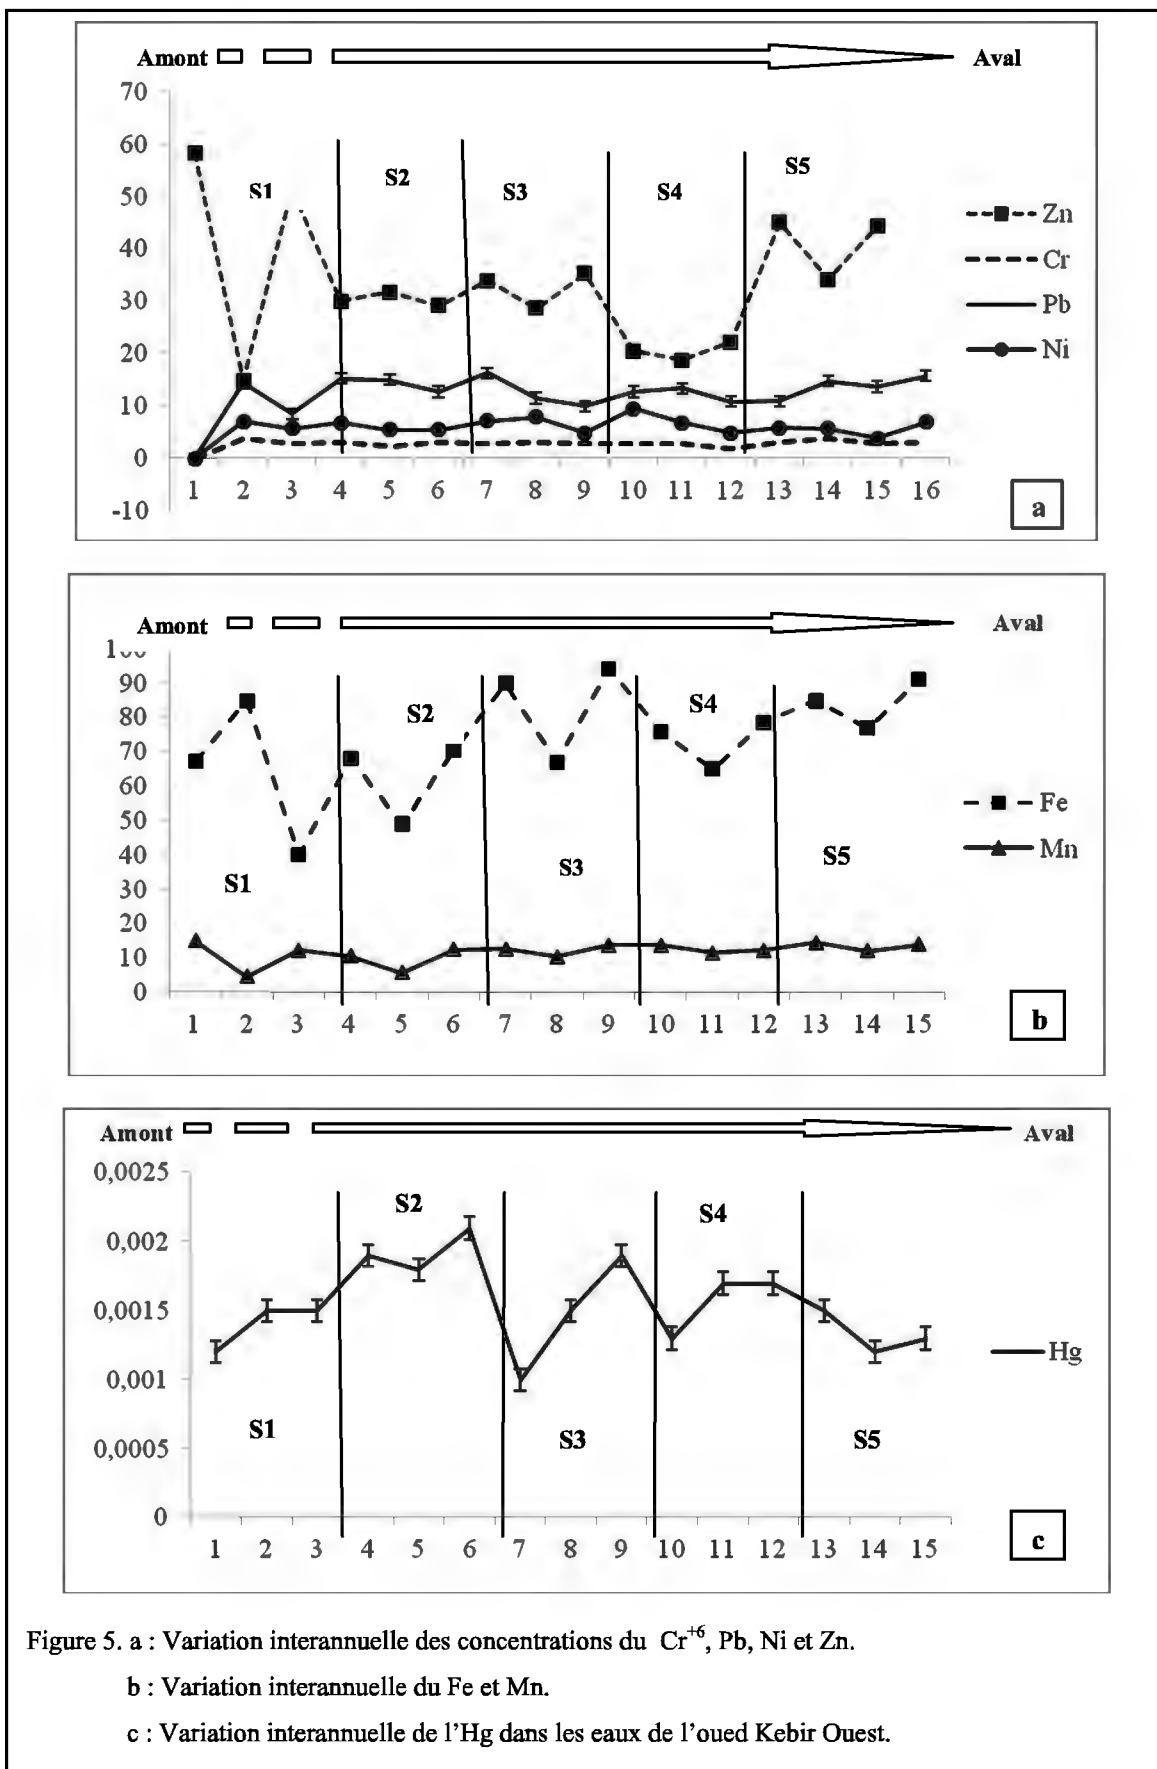 Amont Aval
70
60
50
40
30
20
10
0
-10
S1 S2 S3 S4 S5
1 2 3 4 5 6 7 8 9 10 11 12 13 14 15 16
Zn
Cr
Pb
Ni
a
Amont Aval
90
80
70
60
50
40
30
20
10
0
S1 S2 S3 S4 S5
1 2 3 4 5 6 7 8 9 10 11 12 13 14 15
Fe
Mn
b
Amont Aval
0,0025
0,002
0,0015
0,001
0,0005
0
S1 S2 S3 S4 S5
1 2 3 4 5 6 7 8 9 10 11 12 13 14 15
Hg
c
Figure 5. a : Variation interannuelle des concentrations du Cr⁺⁶, Pb, Ni et Zn.
b : Variation interannuelle du Fe et Mn.
c : Variation interannuelle de l'Hg dans les eaux de l'oued Kebir Ouest.